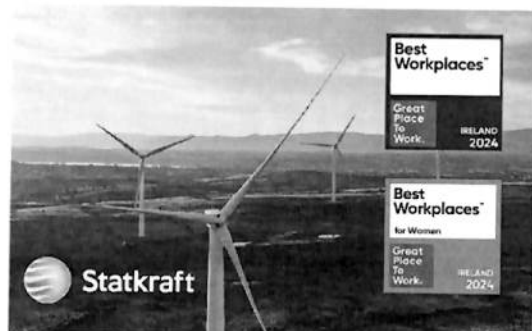 Best
Workplaces™
Great
Place
To
Work.
IRELAND
2024
Best
Workplaces™
for Women
Great
Place
To
Work.
IRELAND
2024
Statkraft